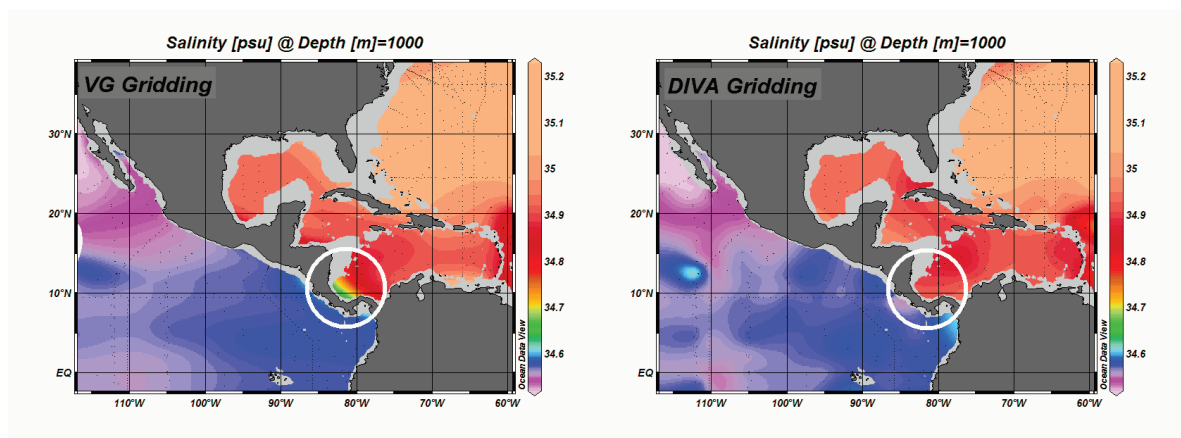 Salinity [psu] @ Depth [m]=1000
VG Gridding
30°N
20°N
10°N
EQ
110°W
100°W
90°W
80°W
70°W
60°W
35.2
35.1
35
34.9
34.8
34.7
34.6
Ocean Data View
Salinity [psu] @ Depth [m]=1000
DIVA Gridding
30°N
20°N
10°N
EQ
110°W
100°W
90°W
80°W
70°W
60°W
35.2
35.1
35
34.9
34.8
34.7
34.6
Ocean Data View